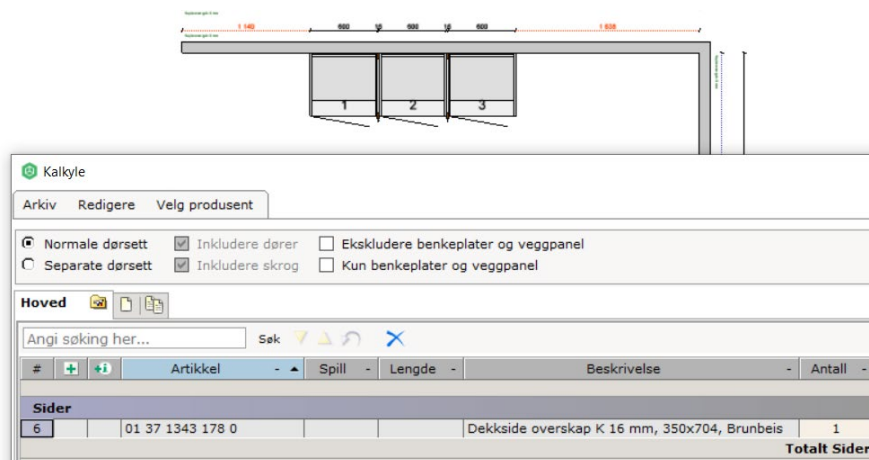 1 140 600 16 600 16 600 1 638
1 2 3
Kalkyle
Arkiv Redigere Velg produsent
Normale dørsett Inkludere dører Ekskludere benkeplater og veggpanel
Separate dørsett Inkludere skrog Kun benkeplater og veggpanel
Hoved
Angi søking her... Søk
# Artikkel - Spill - Lengde - Beskrivelse - Antall -
Sider
6 01 37 1343 178 0 Dekkside overskap K 16 mm, 350x704, Brunbeis 1
Totalt Sider